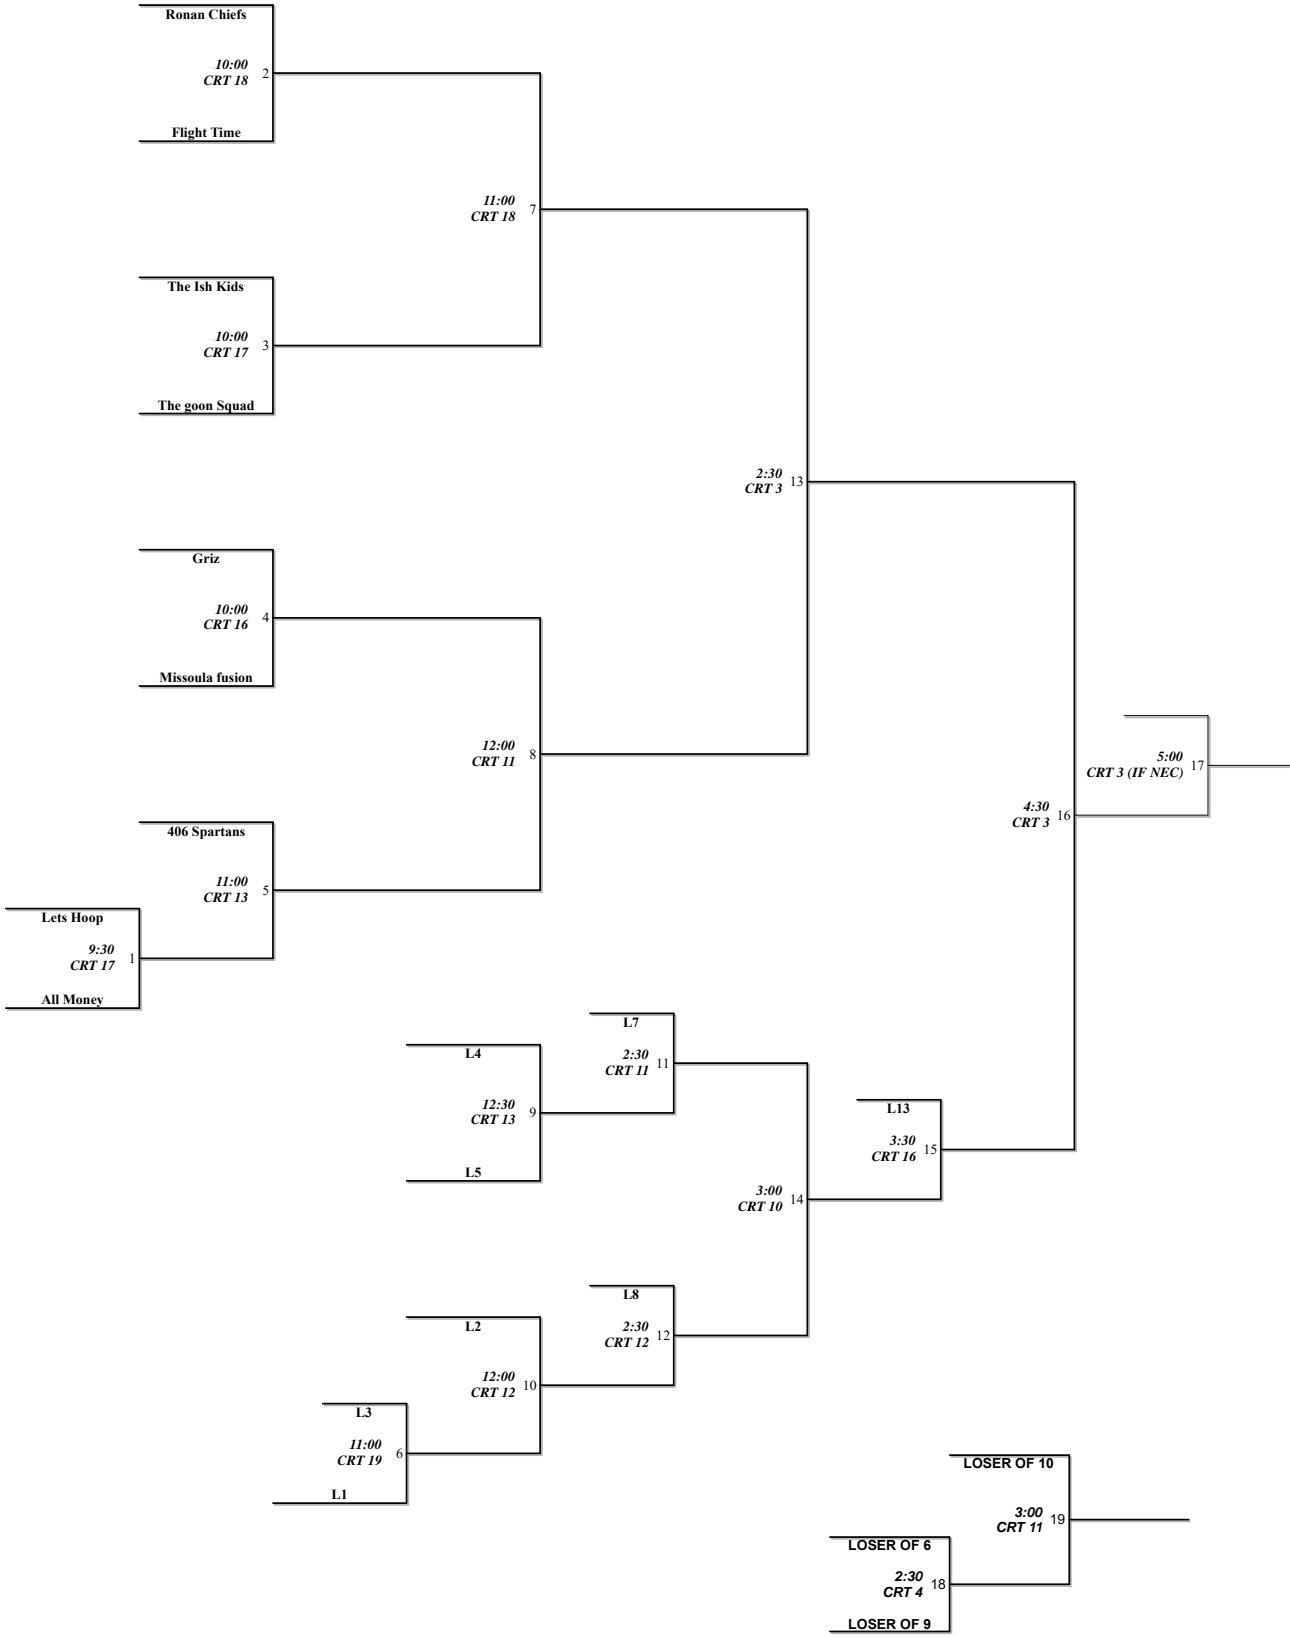 Ronan Chiefs
10:00
CRT 18 2
Flight Time
11:00
CRT 18 7
The Ish Kids
10:00
CRT 17 3
The goon Squad
2:30
CRT 3 13
Griz
10:00
CRT 16 4
Missoula fusion
12:00
CRT 11 8
5:00
CRT 3 (IF NEC) 17
4:30
CRT 3 16
406 Spartans
11:00
CRT 13 5
Lets Hoop
9:30
CRT 17 1
All Money
L7
2:30
CRT 11 11
L4
12:30
CRT 13 9
L5
L13
3:30
CRT 16 15
3:00
CRT 10 14
L8
2:30
CRT 12 12
L2
12:00
CRT 12 10
L3
11:00
CRT 19 6
L1
LOSER OF 10
3:00
CRT 11 19
LOSER OF 6
2:30
CRT 4 18
LOSER OF 9